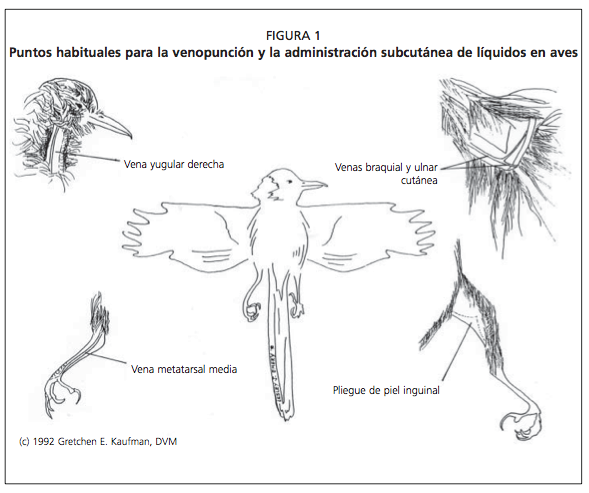 FIGURA 1
Puntos habituales para la venopunción y la administración subcutánea de líquidos en aves
Vena yugular derecha
Venas braquial y ulnar
cutánea
Vena metatarsal media
Pliegue de piel inguinal
(c) 1992 Gretchen E. Kaufman, DVM